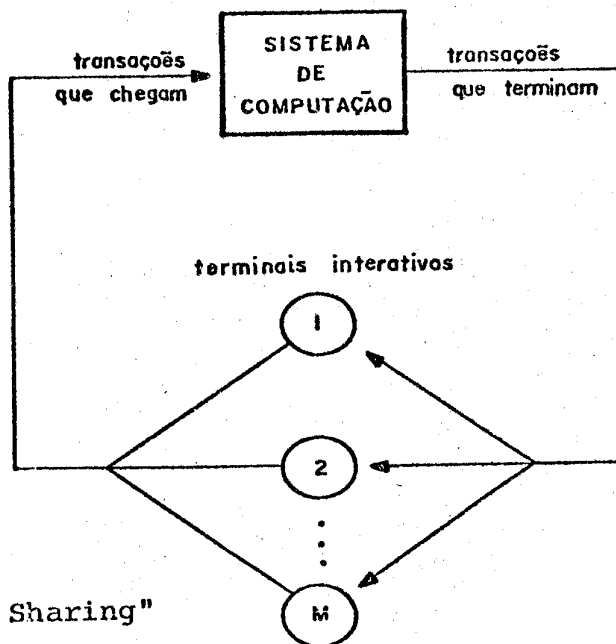 transações
que chegam
SISTEMA
DE
COMPUTAÇÃO
transações
que terminam
terminais interativos
1
2
M
Sharing"